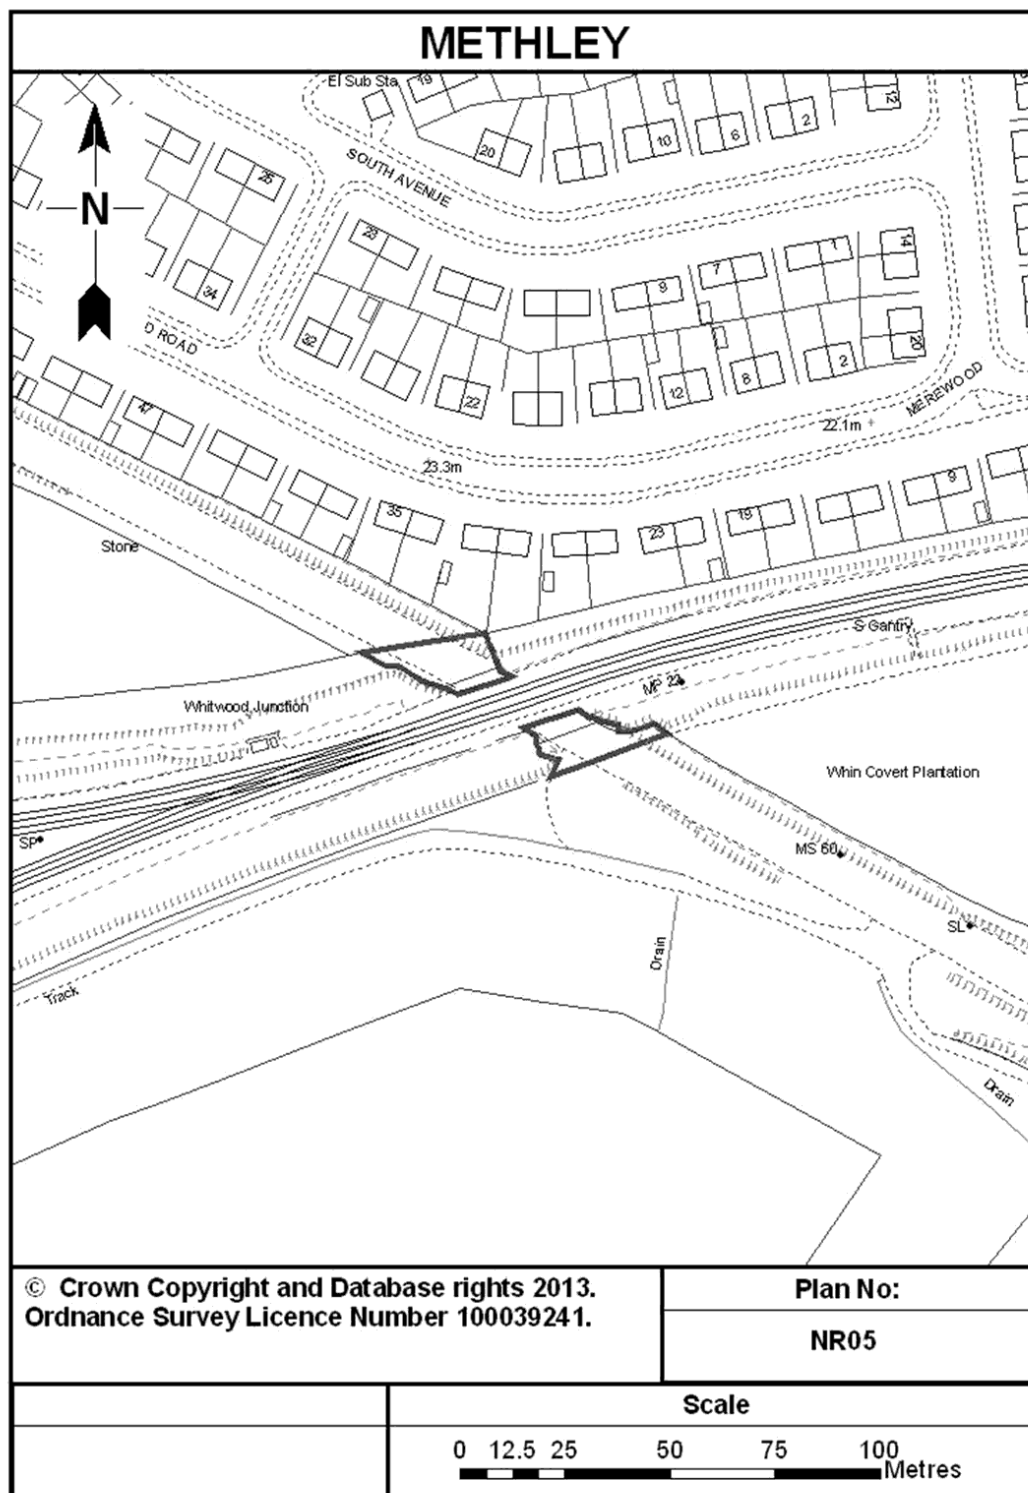 METHLEY
El Sub Sta
19
12
2
6
10
20
SOUTH AVENUE
25
N
23
14
1
7
9
34
D ROAD
32
20
2
8
12
22
MEREWOOD
22.1m
47
23.3m
9
35
19
23
Stone
S Gantry
MP 22
Whitwood Junction
Whin Covert Plantation
SP
MS 60
SL
Drain
Track
Drain
© Crown Copyright and Database rights 2013.
Ordnance Survey Licence Number 100039241.
Plan No:
NR05
Scale
0 12.5 25 50 75 100
Metres